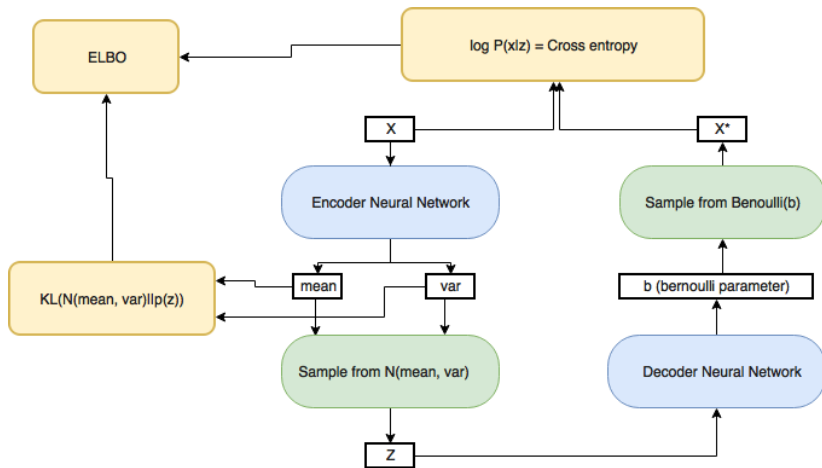 ELBO
log P(x|z) = Cross entropy
X
X*
Encoder Neural Network
Sample from Benoulli(b)
KL(N(mean, var)||p(z))
mean
var
b (bernoulli parameter)
Sample from N(mean, var)
Decoder Neural Network
Z